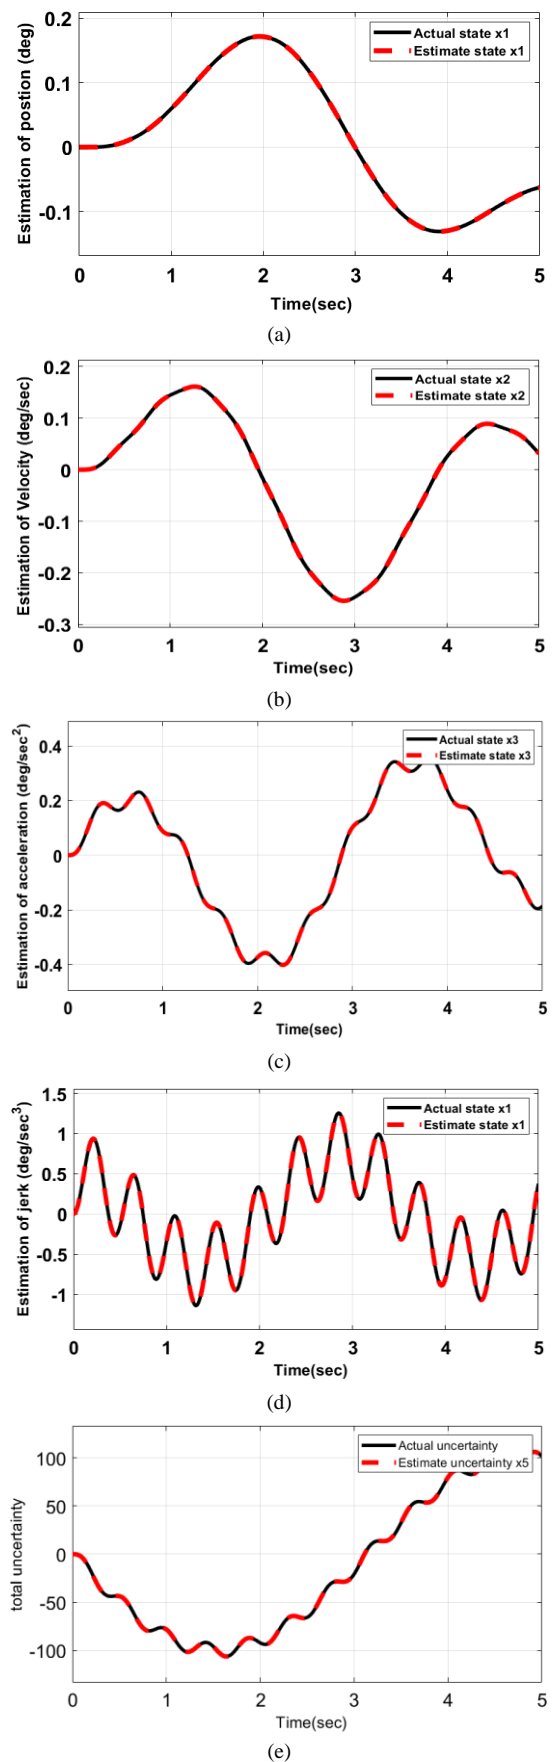 0.2
0.1
0
-0.1
Estimation of postion (deg)
Actual state x1
Estimate state x1
0 1 2 3 4 5
Time(sec)
(a)
0.2
0.1
0
-0.1
-0.2
-0.3
Estimation of Velocity (deg/sec)
Actual state x2
Estimate state x2
0 1 2 3 4 5
Time(sec)
(b)
0.4
0.2
0
-0.2
-0.4
Estimation of acceleration (deg/sec²)
Actual state x3
Estimate state x3
0 1 2 3 4 5
Time(sec)
(c)
1.5
1
0.5
0
-0.5
-1
Estimation of jerk (deg/sec³)
Actual state x1
Estimate state x1
0 1 2 3 4 5
Time(sec)
(d)
100
50
0
-50
-100
total uncertainty
Actual uncertainty
Estimate uncertainty x5
0 1 2 3 4 5
Time(sec)
(e)